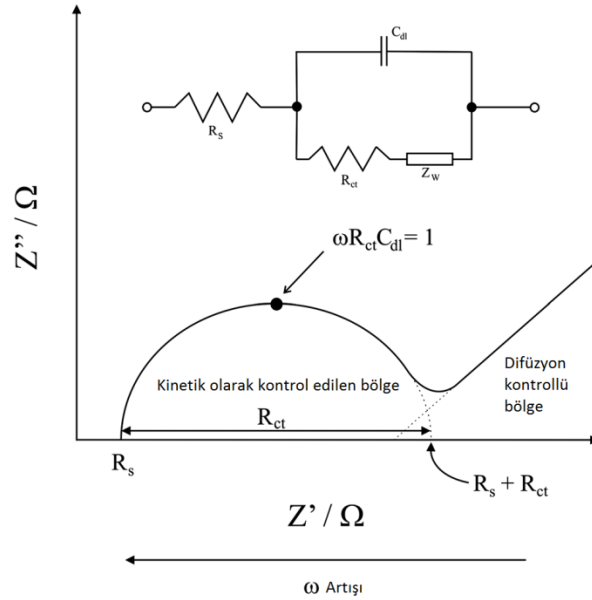 C_dl
R_s
R_ct
Z_w
Z'' / Ω
ωR_ctC_dl = 1
Kinetik olarak kontrol edilen bölge
Difüzyon
kontrollü
bölge
R_ct
R_s
R_s + R_ct
Z' / Ω
ω Artışı